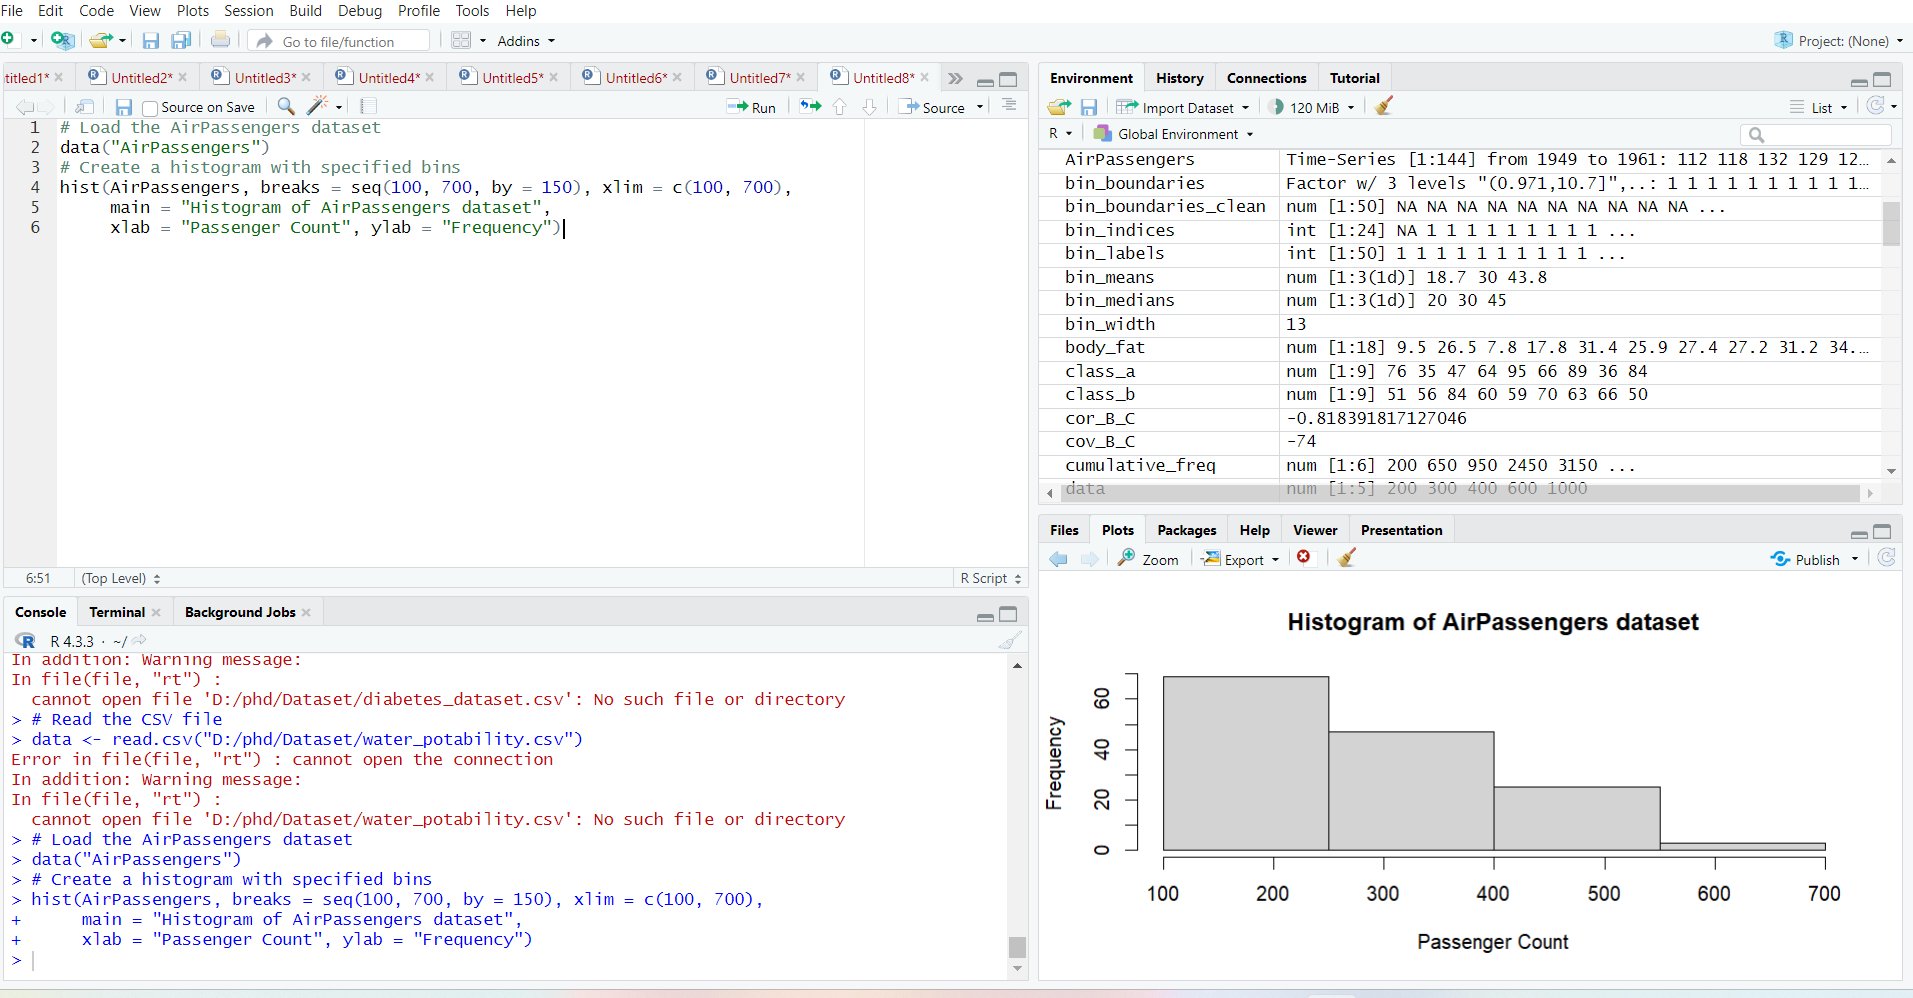 File Edit Code View Plots Session Build Debug Profile Tools Help
Go to file/function Addins Project: (None)
titled1* Untitled2* Untitled3* Untitled4* Untitled5* Untitled6* Untitled7* Untitled8*
Source on Save Run Source
1 # Load the AirPassengers dataset
2 data("AirPassengers")
3 # Create a histogram with specified bins
4 hist(AirPassengers, breaks = seq(100, 700, by = 150), xlim = c(100, 700),
5 main = "Histogram of AirPassengers dataset",
6 xlab = "Passenger Count", ylab = "Frequency")
6:51 (Top Level) R Script
Console Terminal Background Jobs
R R 4.3.3 · ~/
In addition: Warning message:
In file(file, "rt") :
cannot open file 'D:/phd/Dataset/diabetes_dataset.csv': No such file or directory
> # Read the CSV file
> data <- read.csv("D:/phd/Dataset/water_potability.csv")
Error in file(file, "rt") : cannot open the connection
In addition: Warning message:
In file(file, "rt") :
cannot open file 'D:/phd/Dataset/water_potability.csv': No such file or directory
> # Load the AirPassengers dataset
> data("AirPassengers")
> # Create a histogram with specified bins
> hist(AirPassengers, breaks = seq(100, 700, by = 150), xlim = c(100, 700),
+ main = "Histogram of AirPassengers dataset",
+ xlab = "Passenger Count", ylab = "Frequency")
>
Environment History Connections Tutorial
Import Dataset 120 MiB List
R Global Environment
AirPassengers Time-Series [1:144] from 1949 to 1961: 112 118 132 129 12…
bin_boundaries Factor w/ 3 levels "(0.971,10.7]",..: 1 1 1 1 1 1 1 1 1 1…
bin_boundaries_clean num [1:50] NA NA NA NA NA NA NA NA NA NA ...
bin_indices int [1:24] NA 1 1 1 1 1 1 1 1 1 ...
bin_labels int [1:50] 1 1 1 1 1 1 1 1 1 1 ...
bin_means num [1:3(1d)] 18.7 30 43.8
bin_medians num [1:3(1d)] 20 30 45
bin_width 13
body_fat num [1:18] 9.5 26.5 7.8 17.8 31.4 25.9 27.4 27.2 31.2 34.…
class_a num [1:9] 76 35 47 64 95 66 89 36 84
class_b num [1:9] 51 56 84 60 59 70 63 66 50
cor_B_C -0.818391817127046
cov_B_C -74
cumulative_freq num [1:6] 200 650 950 2450 3150 ...
data num [1:5] 200 300 400 600 1000
Files Plots Packages Help Viewer Presentation
Zoom Export Publish
Histogram of AirPassengers dataset
Frequency
60
40
20
0
100 200 300 400 500 600 700
Passenger Count